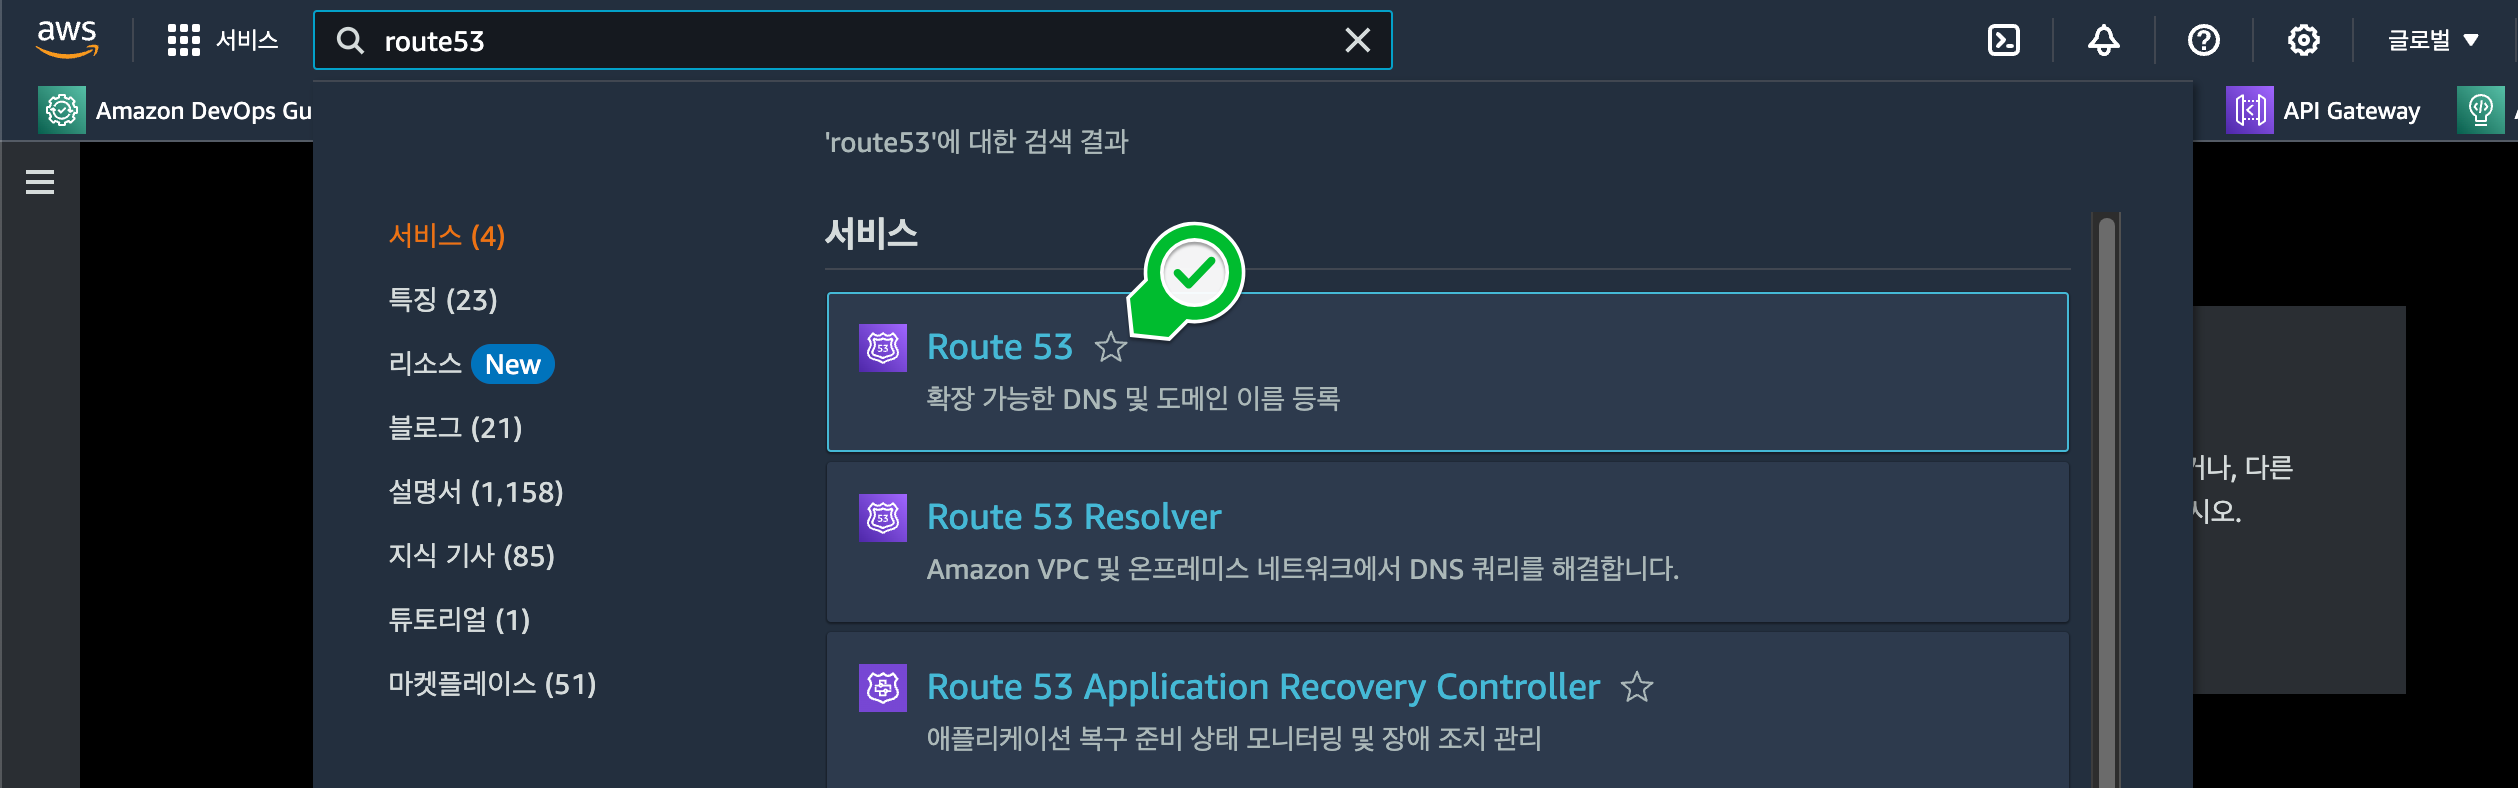 aws
서비스
route53
글로벌
Amazon DevOps Gu
API Gateway
'route53'에 대한 검색 결과
서비스 (4)
특징 (23)
리소스 New
블로그 (21)
설명서 (1,158)
지식 기사 (85)
튜토리얼 (1)
마켓플레이스 (51)
서비스
Route 53
확장 가능한 DNS 및 도메인 이름 등록
Route 53 Resolver
Amazon VPC 및 온프레미스 네트워크에서 DNS 쿼리를 해결합니다.
Route 53 Application Recovery Controller
애플리케이션 복구 준비 상태 모니터링 및 장애 조치 관리
거나, 다른
시오.